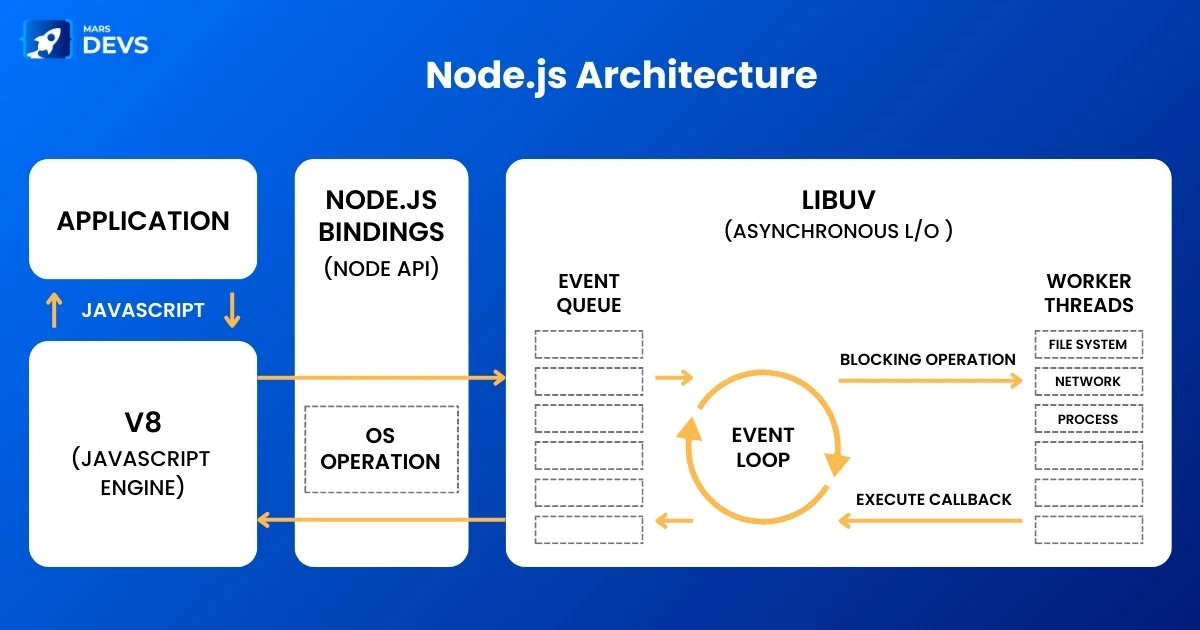 MARS
DEVS
Node.js Architecture
APPLICATION
JAVASCRIPT
V8
(JAVASCRIPT
ENGINE)
NODE.JS
BINDINGS
(NODE API)
OS
OPERATION
LIBUV
(ASYNCHRONOUS L/O )
EVENT
QUEUE
EVENT
LOOP
BLOCKING OPERATION
EXECUTE CALLBACK
WORKER
THREADS
FILE SYSTEM
NETWORK
PROCESS